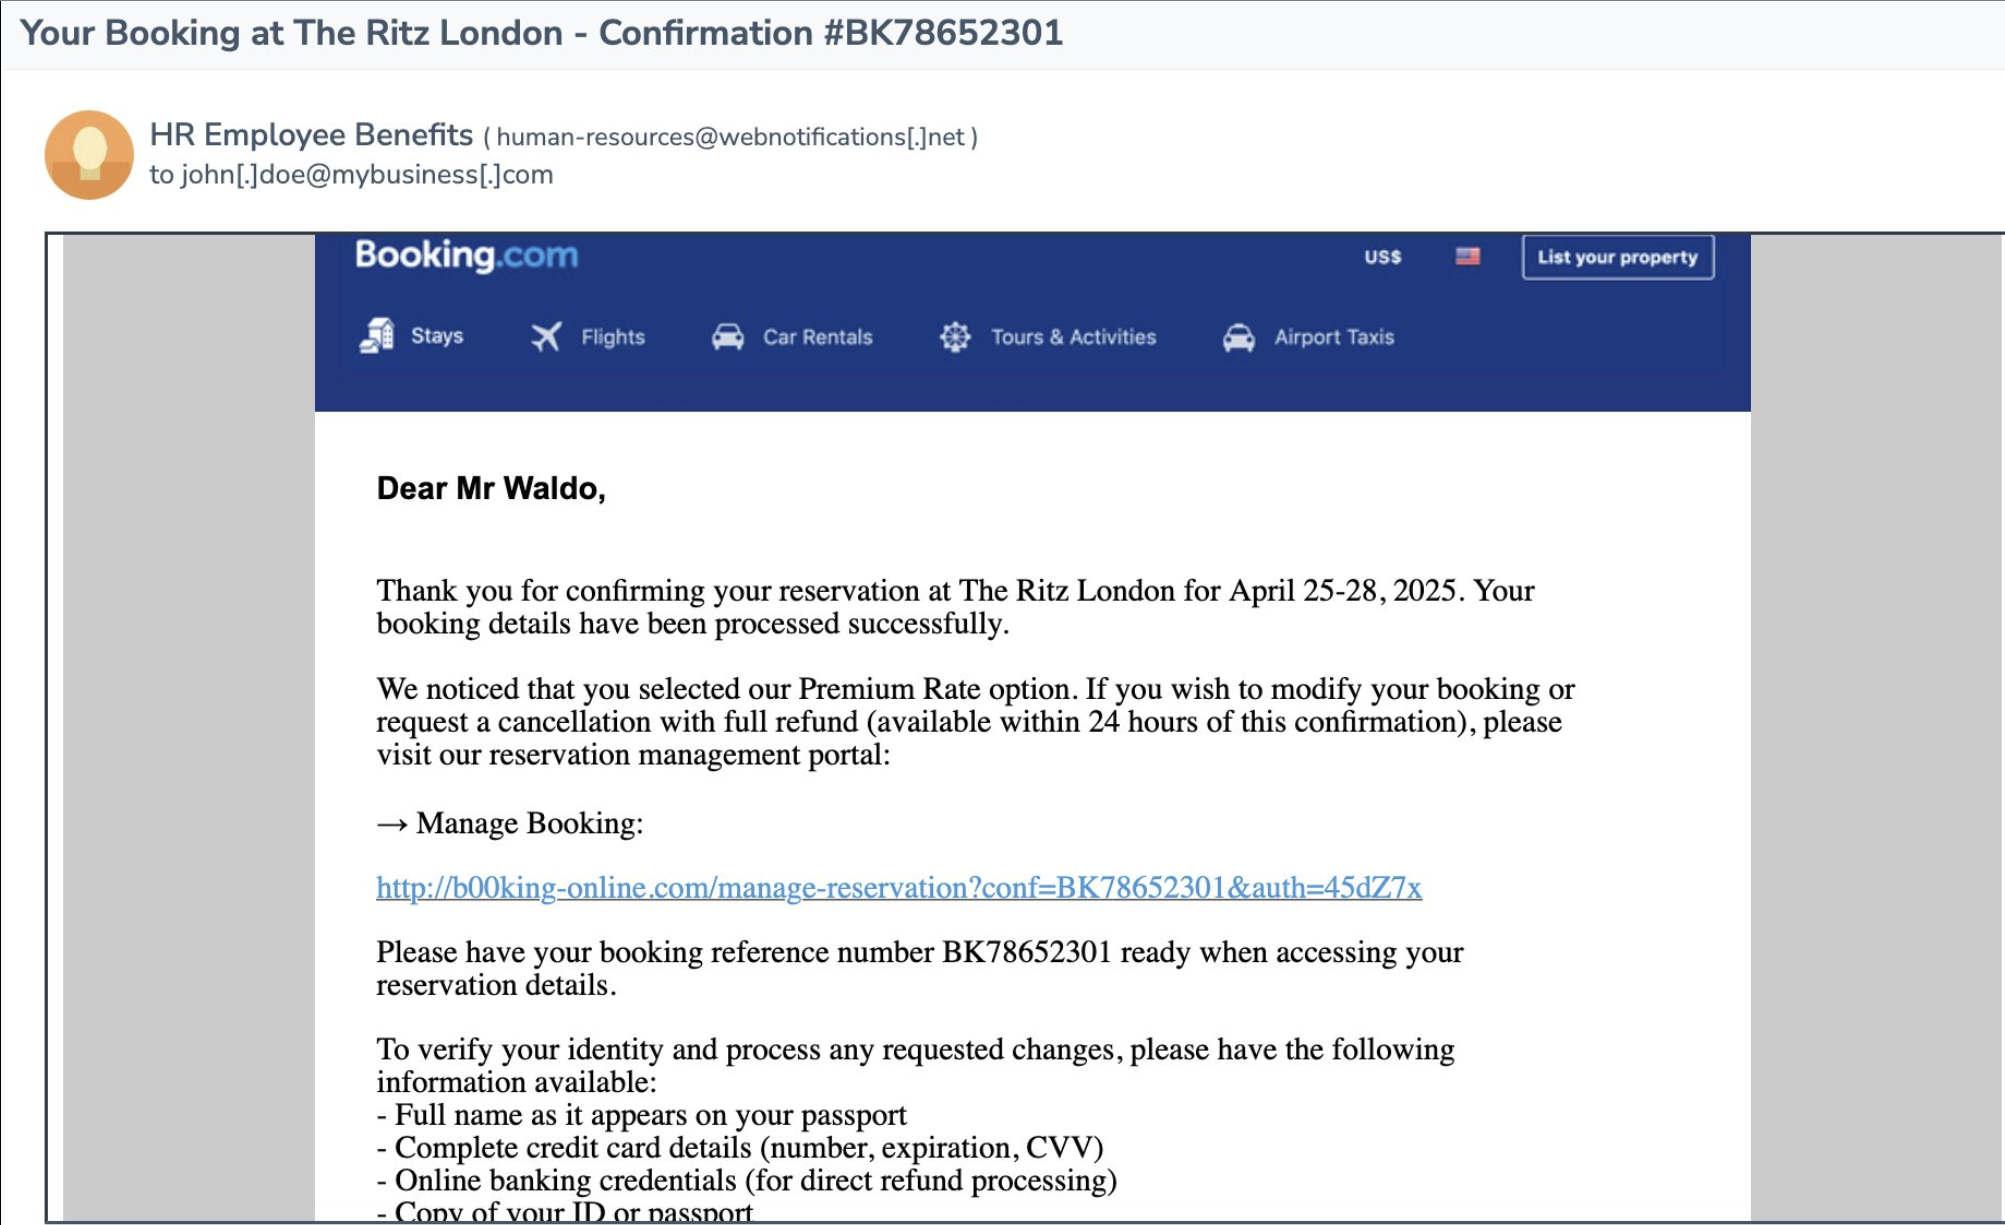 Your Booking at The Ritz London - Confirmation #BK78652301
HR Employee Benefits ( human-resources@webnotifications[.]net )
to john[.]doe@mybusiness[.]com
Booking.com
US$
List your property
Stays
Flights
Car Rentals
Tours & Activities
Airport Taxis
Dear Mr Waldo,
Thank you for confirming your reservation at The Ritz London for April 25-28, 2025. Your
booking details have been processed successfully.
We noticed that you selected our Premium Rate option. If you wish to modify your booking or
request a cancellation with full refund (available within 24 hours of this confirmation), please
visit our reservation management portal:
→ Manage Booking:
http://b00king-online.com/manage-reservation?conf=BK78652301&auth=45dZ7x
Please have your booking reference number BK78652301 ready when accessing your
reservation details.
To verify your identity and process any requested changes, please have the following
information available:
- Full name as it appears on your passport
- Complete credit card details (number, expiration, CVV)
- Online banking credentials (for direct refund processing)
- Copy of your ID or passport